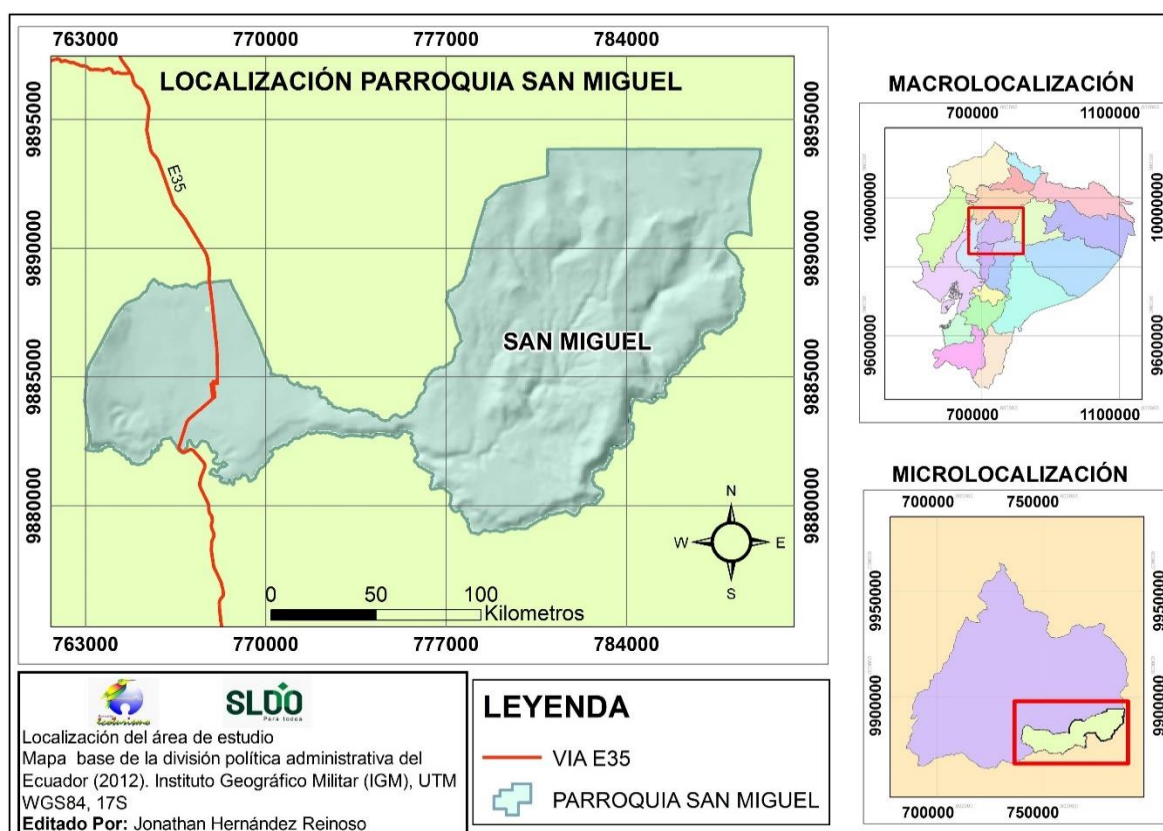 763000 770000 777000 784000
LOCALIZACIÓN PARROQUIA SAN MIGUEL
9895000 9895000
E35
9890000 9890000
SAN MIGUEL
9885000 9885000
9880000 9880000
N
W E
S
0 50 100
Kilometros
763000 770000 777000 784000
MACROLOCALIZACIÓN
700000 1100000
10000000 10000000
9600000 9600000
700000 1100000
MICROLOCALIZACIÓN
700000 750000
9950000 9950000
9900000 9900000
700000 750000
ecoturismo
SLDO
Para todos
Localización del área de estudio
Mapa base de la división política administrativa del
Ecuador (2012). Instituto Geográfico Militar (IGM), UTM
WGS84, 17S
Editado Por: Jonathan Hernández Reinoso
LEYENDA
VIA E35
PARROQUIA SAN MIGUEL